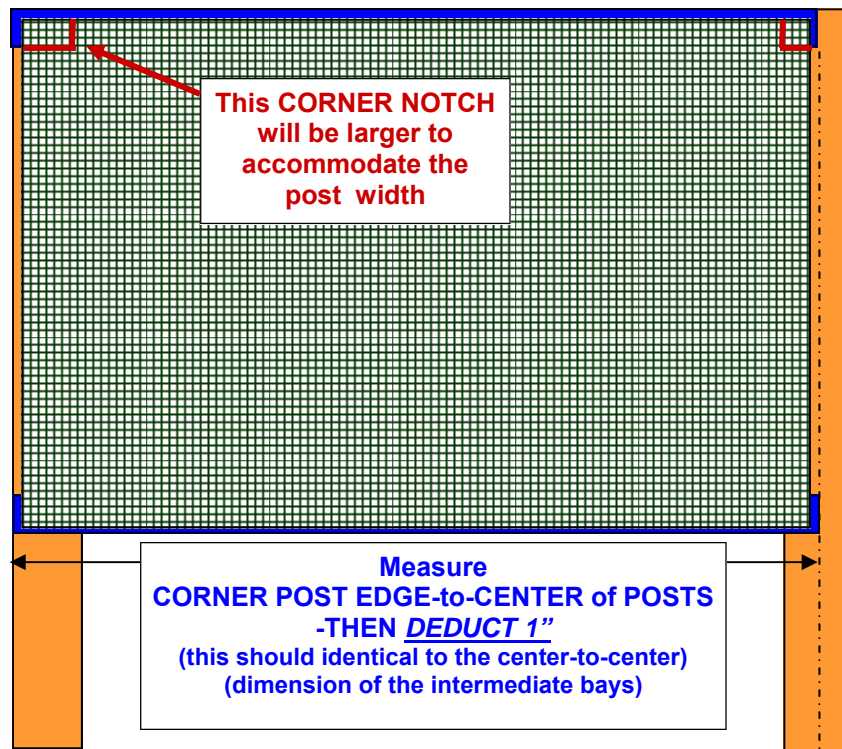 This CORNER NOTCH
will be larger to
accommodate the
post width
Measure
CORNER POST EDGE-to-CENTER of POSTS
-THEN DEDUCT 1”
(this should identical to the center-to-center)
(dimension of the intermediate bays)